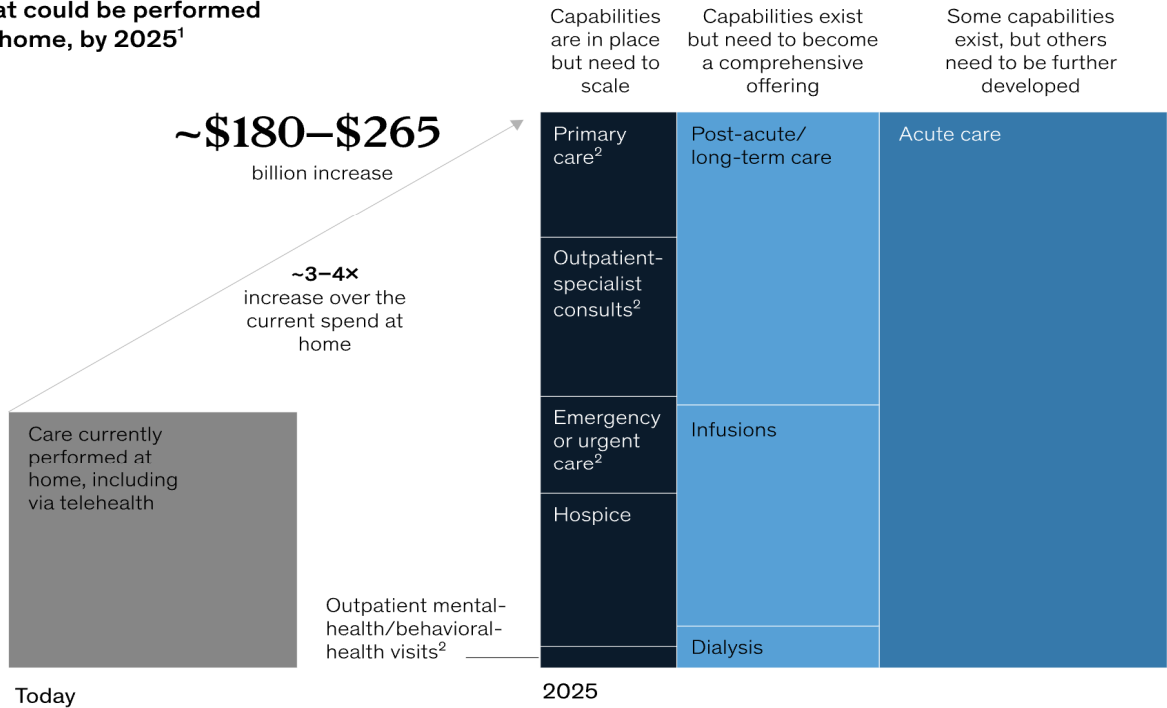 at could be performed
home, by 2025¹
Capabilities
are in place
but need to
scale
Capabilities exist
but need to become
a comprehensive
offering
Some capabilities
exist, but others
need to be further
developed
~$180–$265
billion increase
~3–4×
increase over the
current spend at
home
Care currently
performed at
home, including
via telehealth
Today
Outpatient mental-
health/behavioral-
health visits²
Primary
care²
Outpatient-
specialist
consults²
Emergency
or urgent
care²
Hospice
Post-acute/
long-term care
Infusions
Dialysis
Acute care
2025